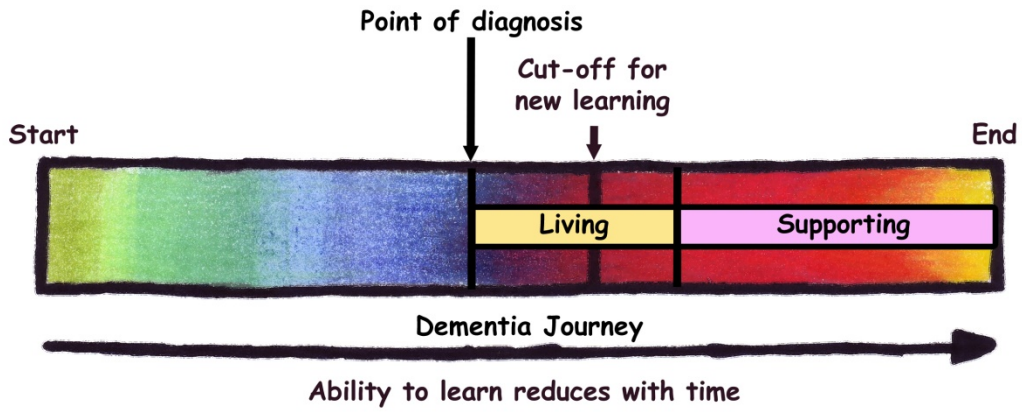 Point of diagnosis
Cut-off for
new learning
Start
End
Living
Supporting
Dementia Journey
Ability to learn reduces with time